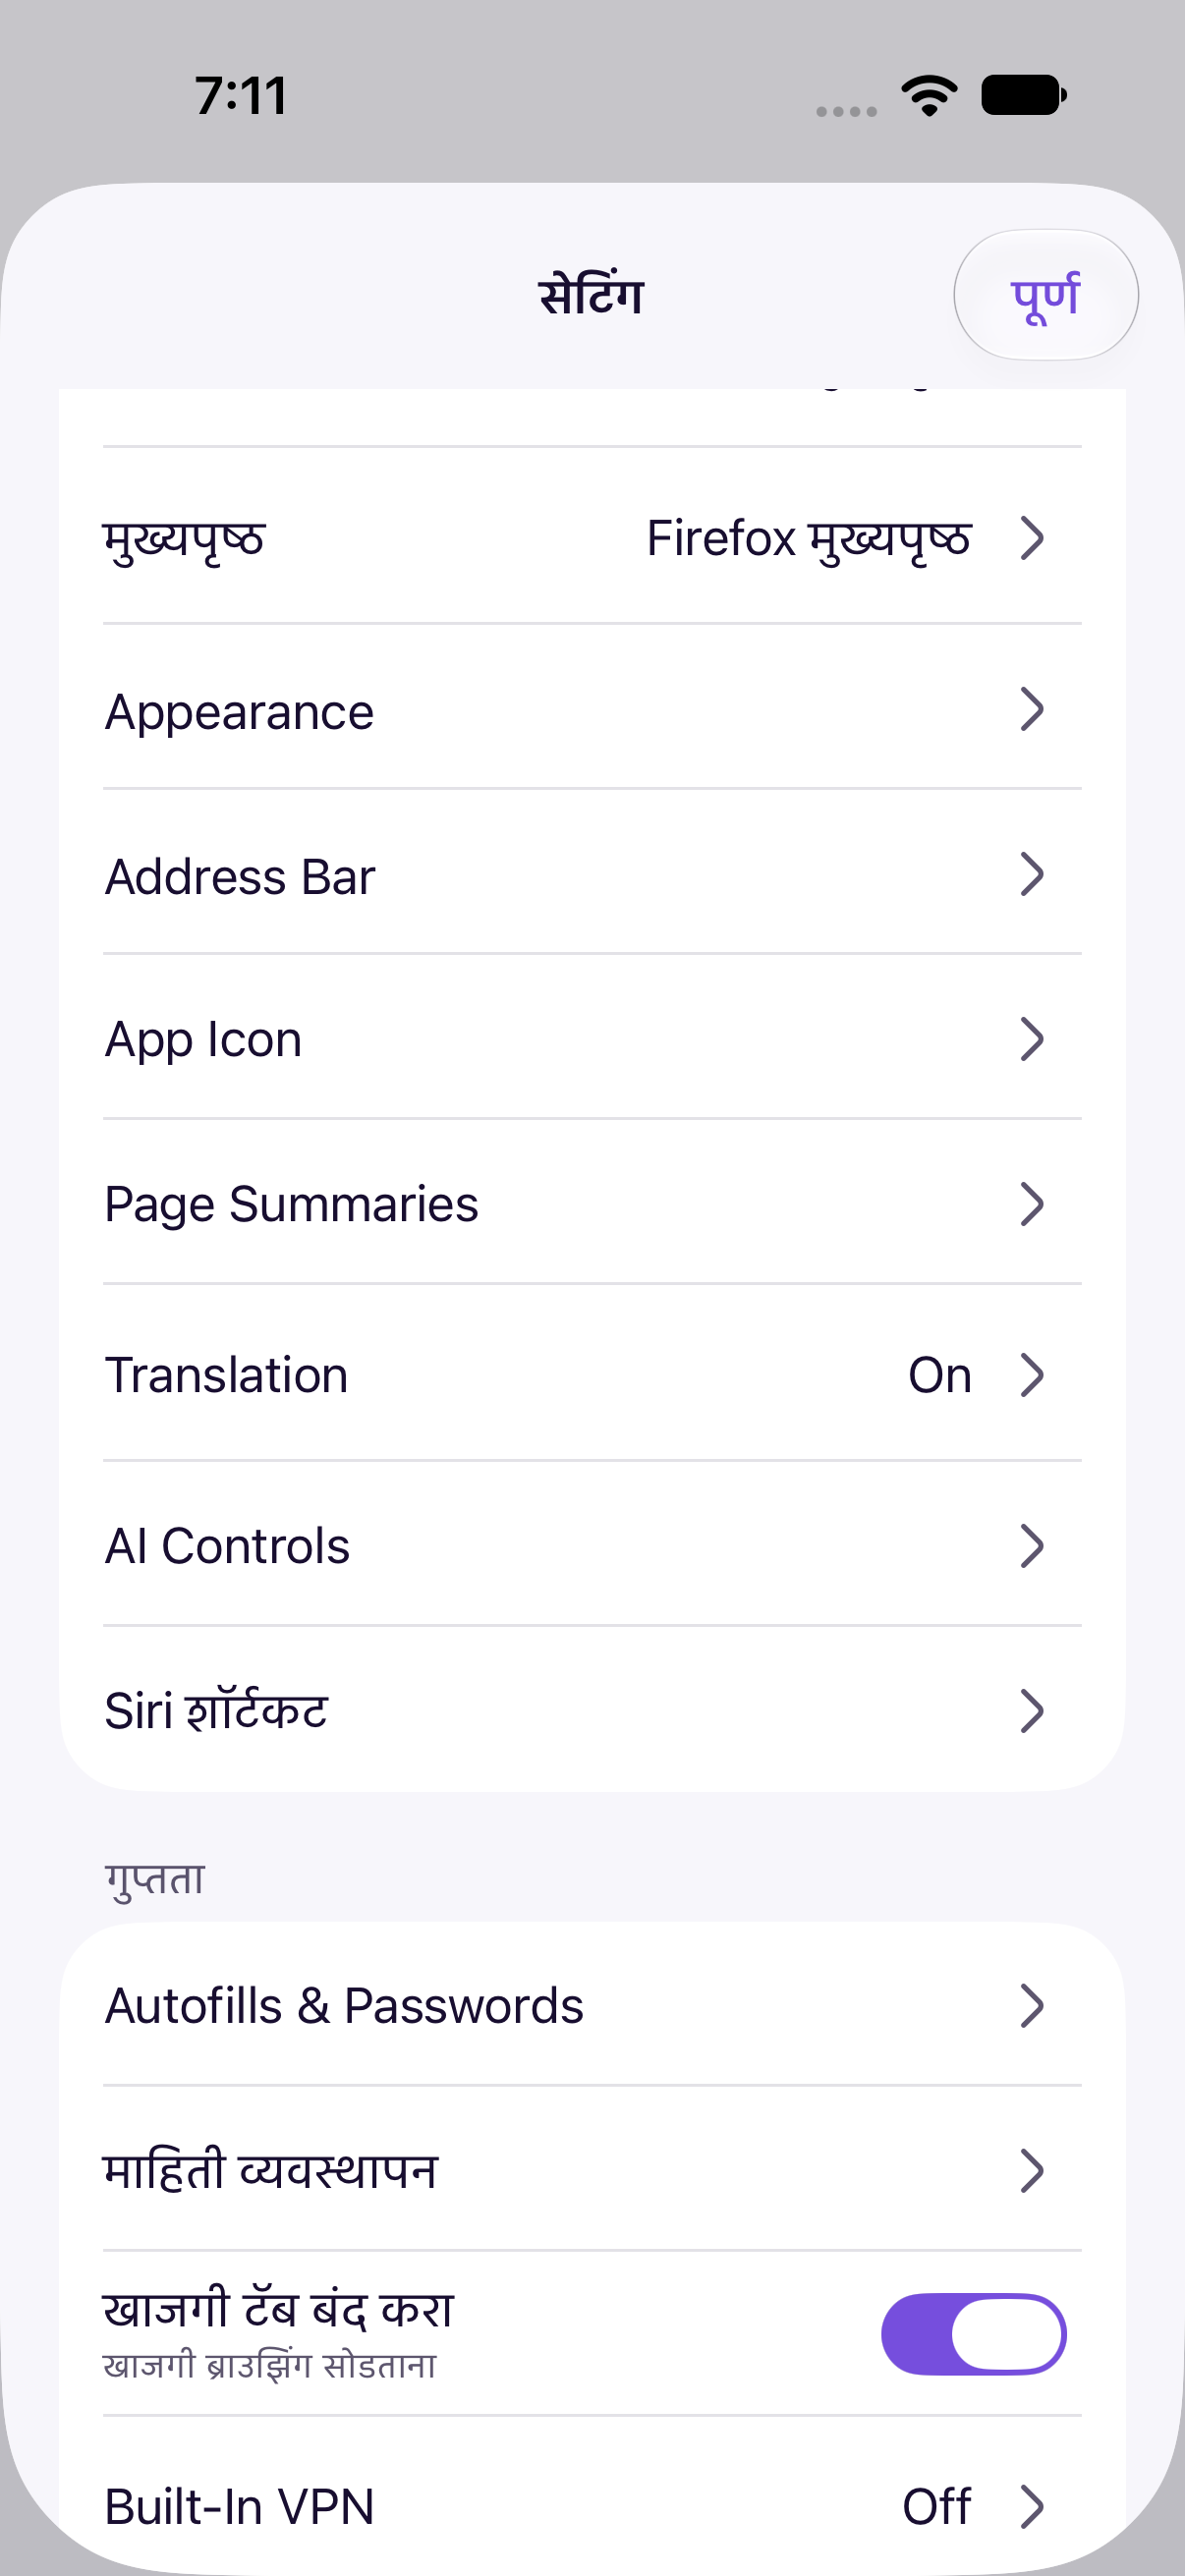 7:11
सेटिंग
पूर्ण
मुख्यपृष्ठ
Firefox मुख्यपृष्ठ
Appearance
Address Bar
App Icon
Page Summaries
Translation
On
AI Controls
Siri शॉर्टकट
गुप्तता
Autofills & Passwords
माहिती व्यवस्थापन
खाजगी टॅब बंद करा
खाजगी ब्राउझिंग सोडताना
Built-In VPN
Off